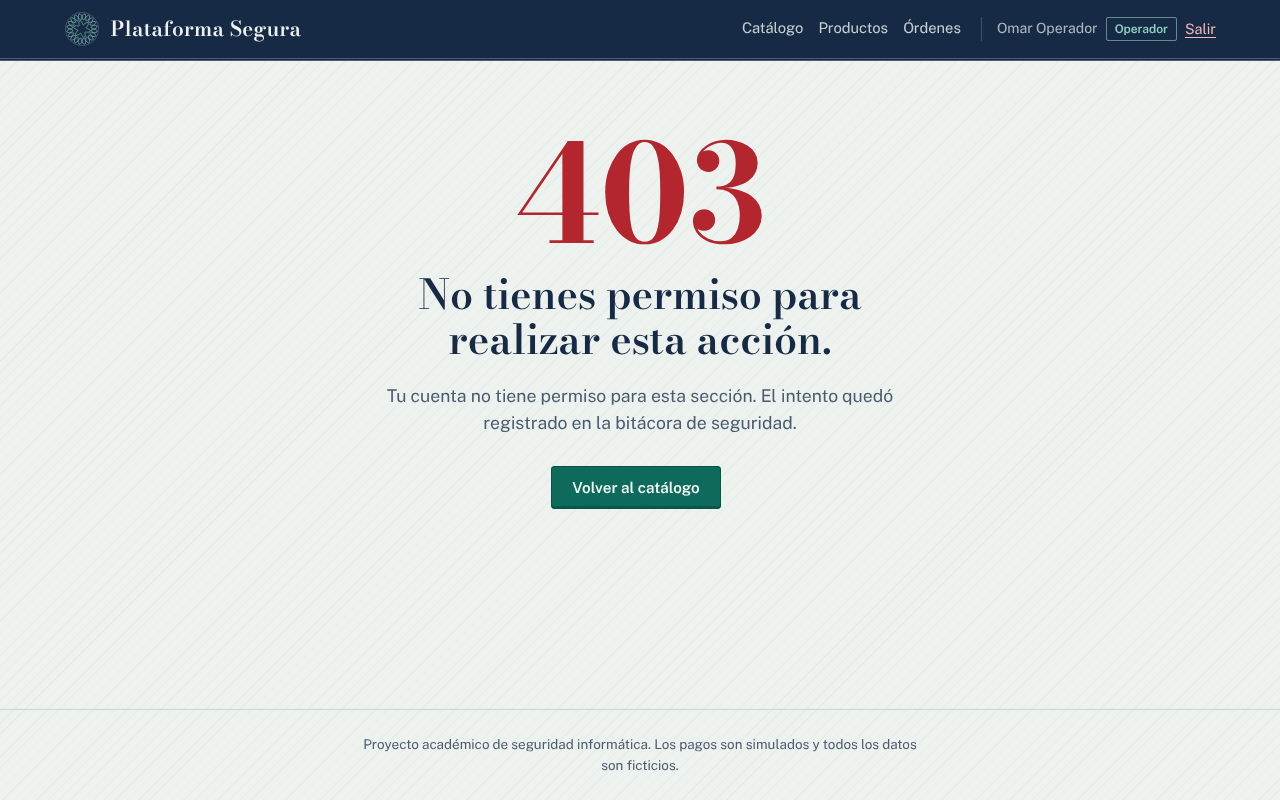 Plataforma Segura
Catálogo Productos Órdenes Omar Operador Operador Salir
403
No tienes permiso para
realizar esta acción.
Tu cuenta no tiene permiso para esta sección. El intento quedó
registrado en la bitácora de seguridad.
Volver al catálogo
Proyecto académico de seguridad informática. Los pagos son simulados y todos los datos
son ficticios.